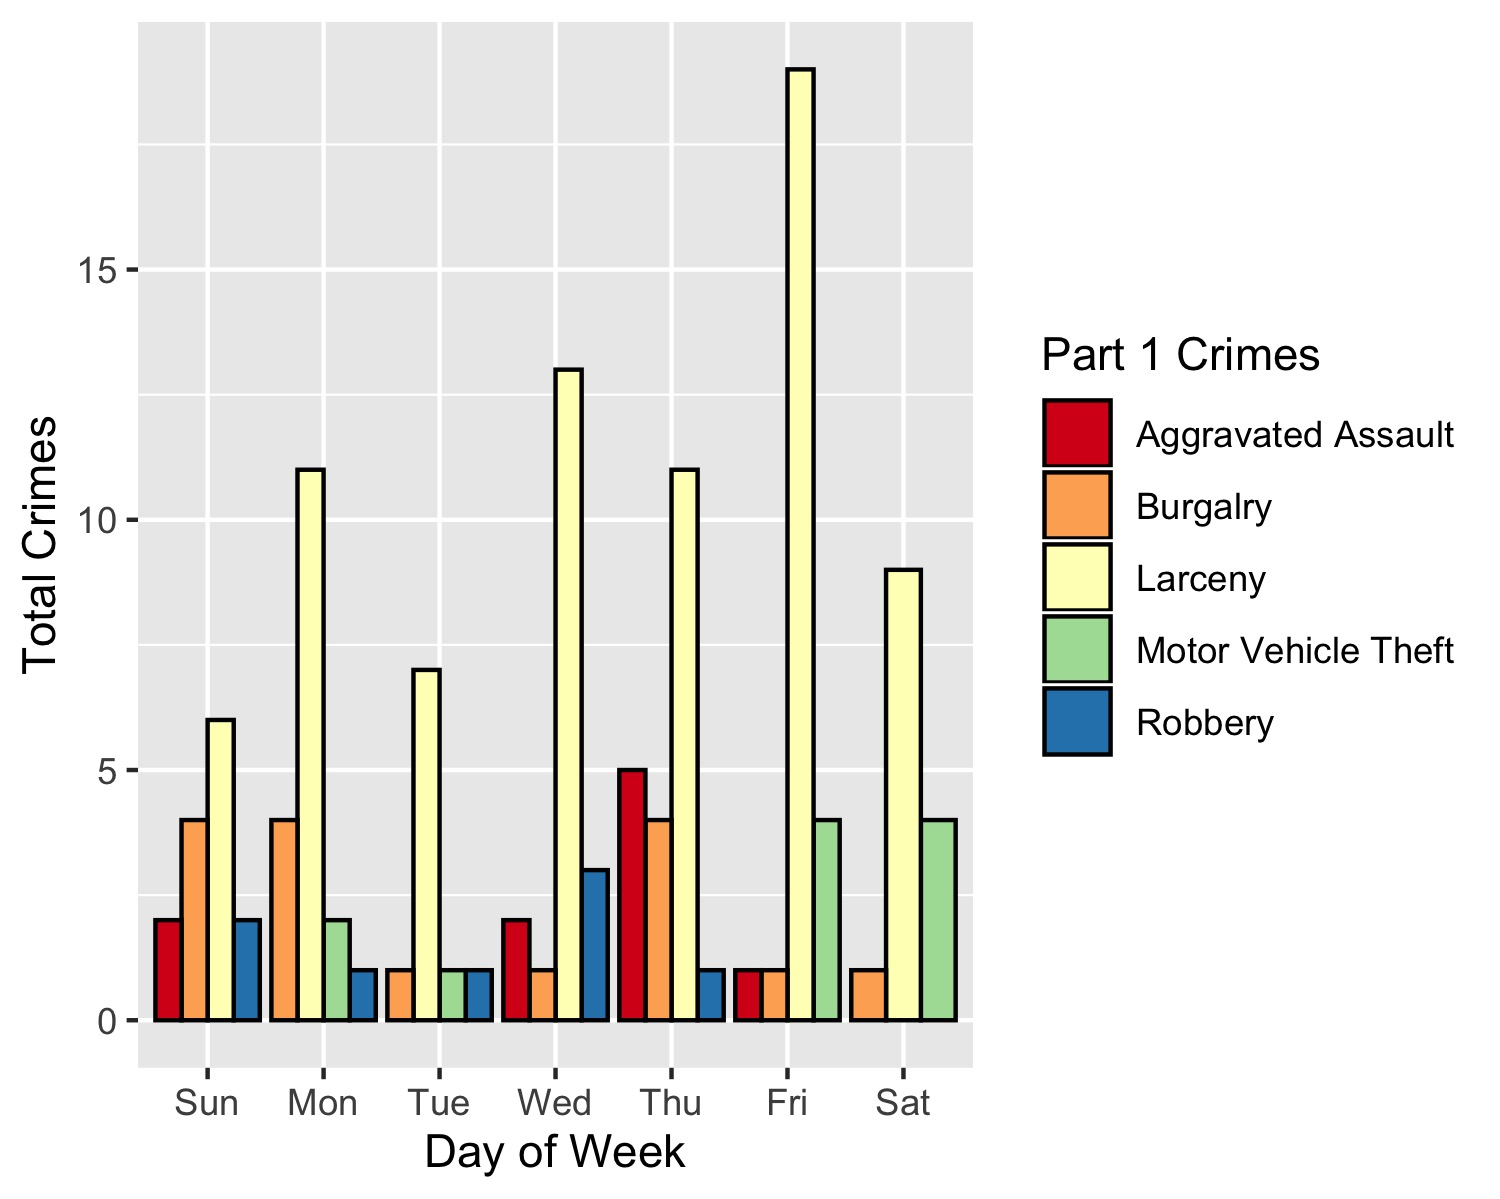 Total Crimes
15
10
5
0
Sun Mon Tue Wed Thu Fri Sat
Day of Week
Part 1 Crimes
Aggravated Assault
Burgalry
Larceny
Motor Vehicle Theft
Robbery